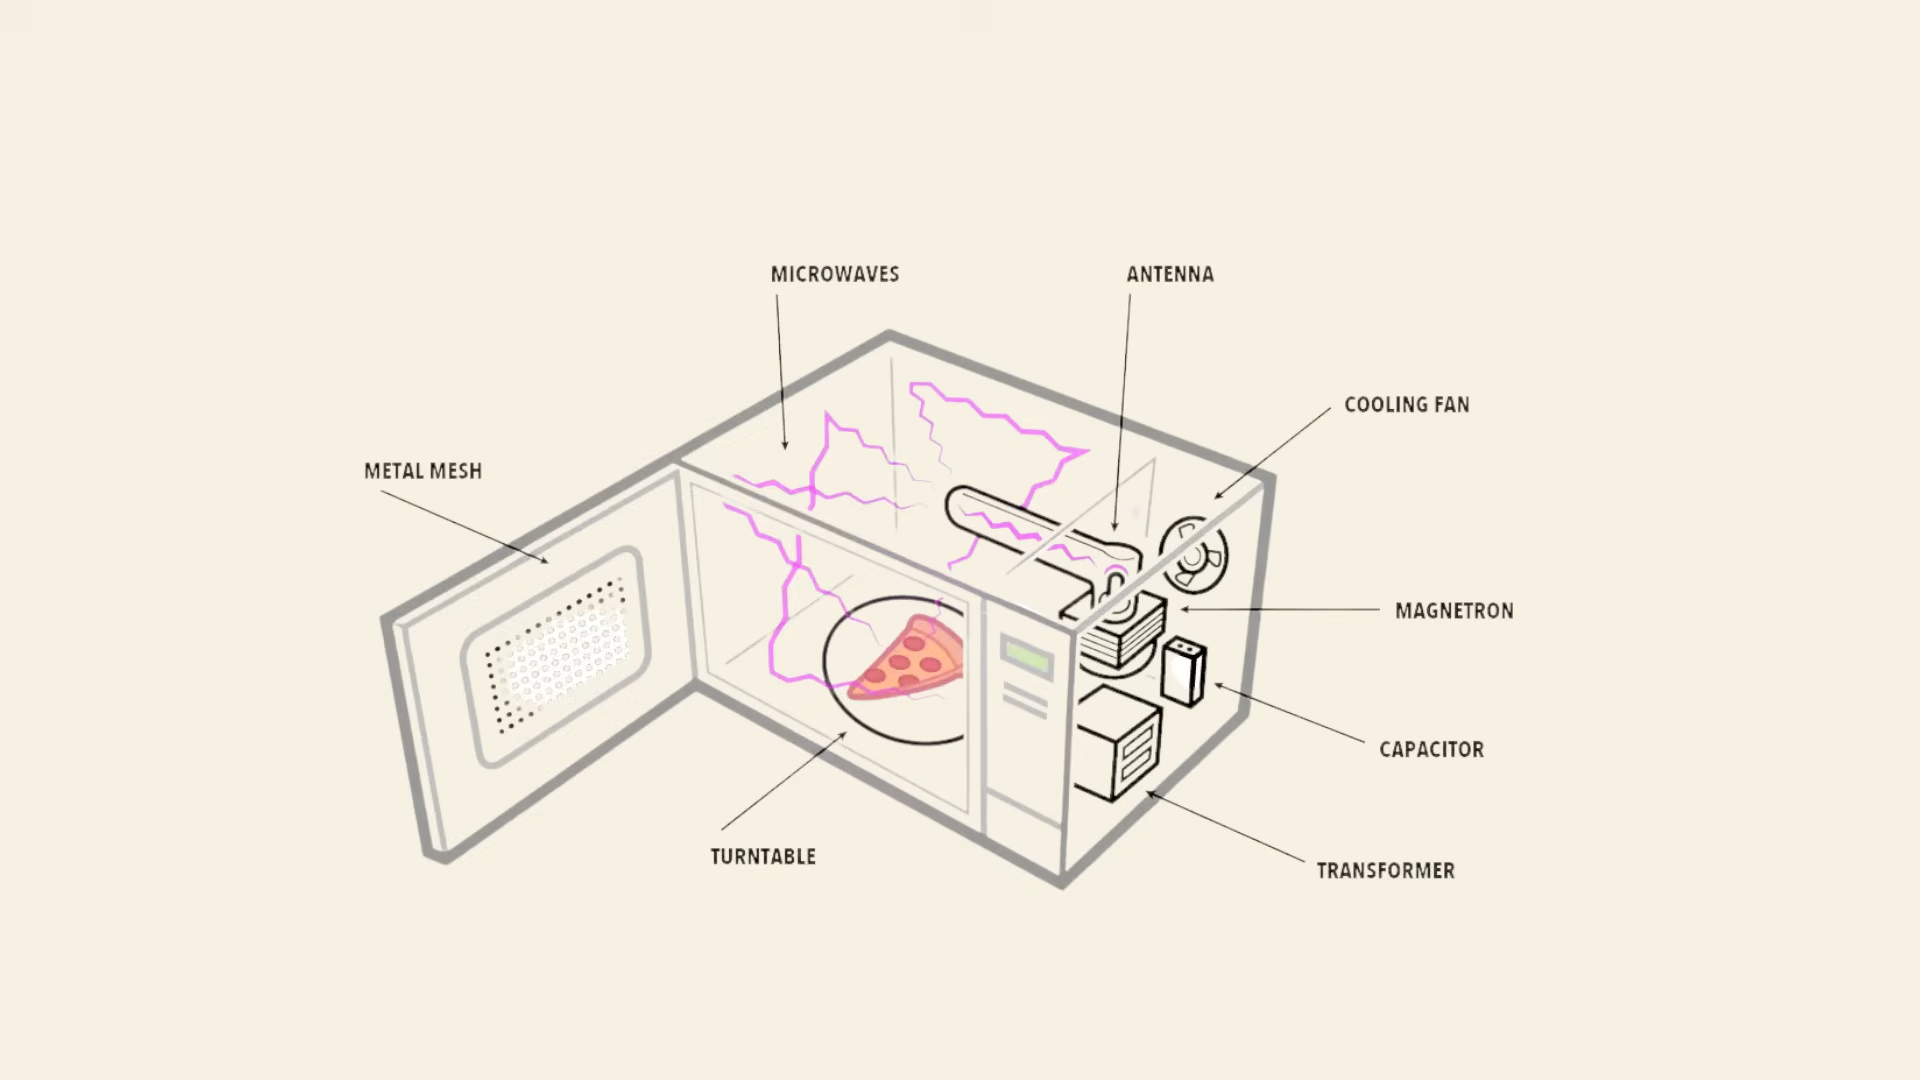 MICROWAVES
ANTENNA
COOLING FAN
METAL MESH
MAGNETRON
CAPACITOR
TURNTABLE
TRANSFORMER